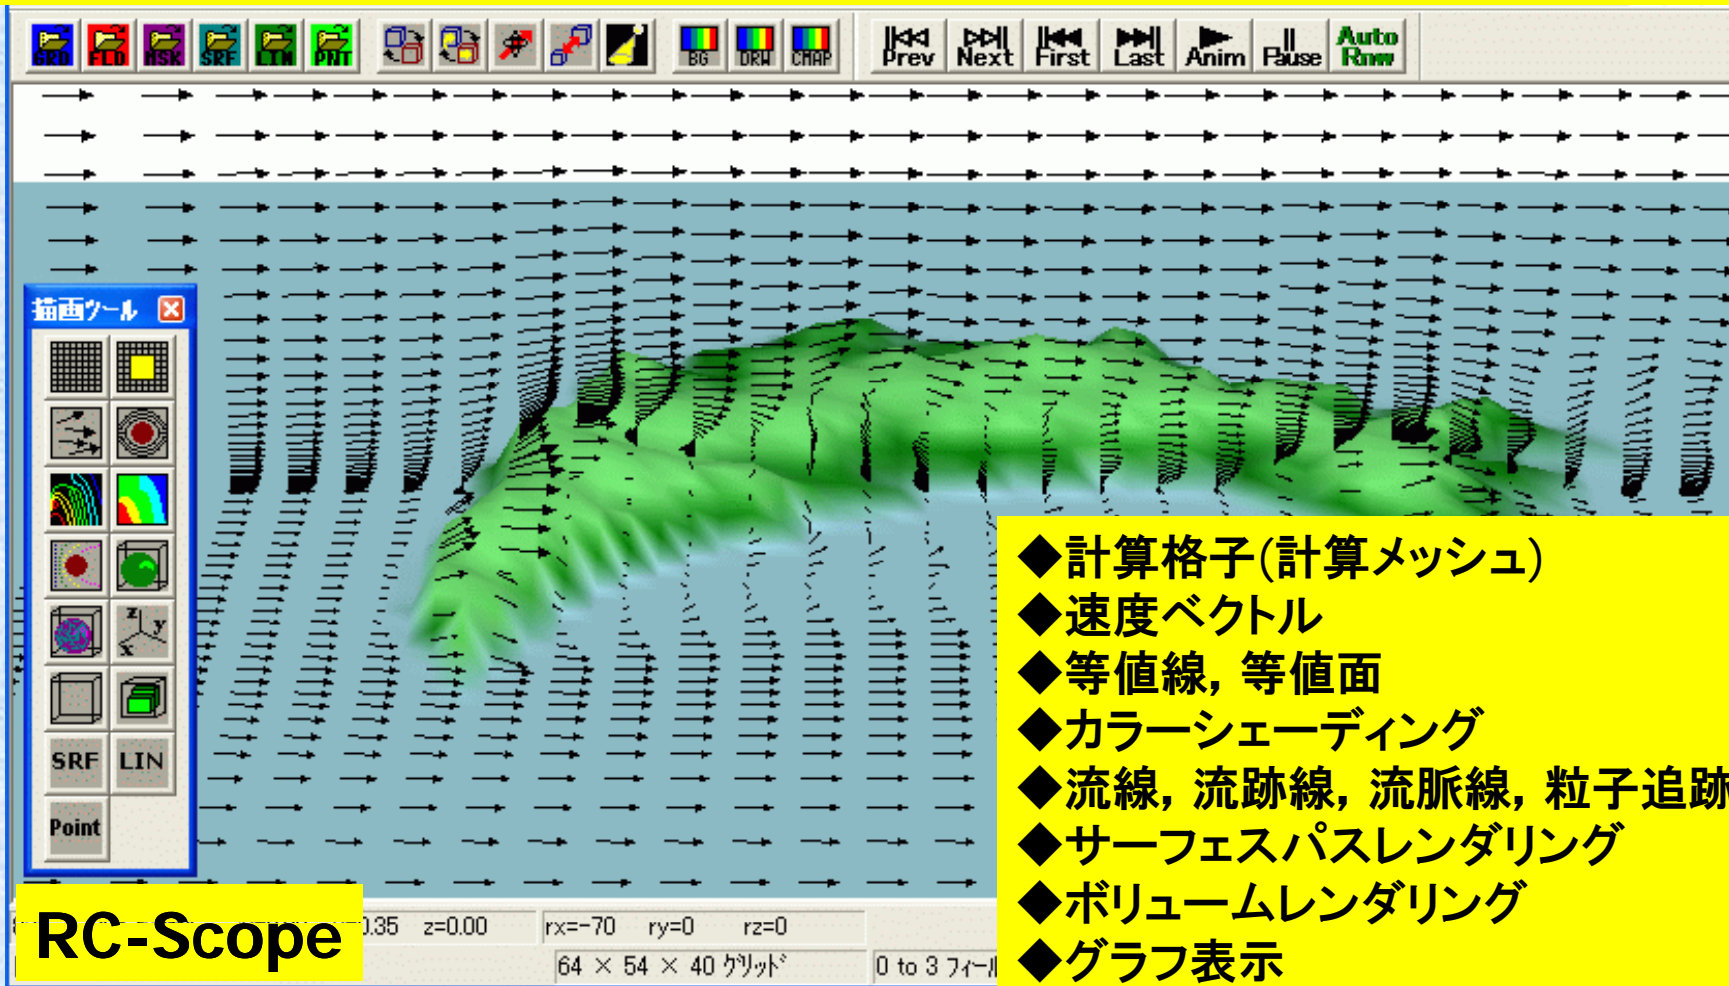 GRD FLD MSK SRF LIN PNT BG DRW CMAP Prev Next First Last Anim Pause Auto Rnw
描画ツール
z y x
SRF LIN
Point
◆計算格子(計算メッシュ)
◆速度ベクトル
◆等値線, 等値面
◆カラーシェーディング
◆流線, 流跡線, 流脈線, 粒子追跡
◆サーフェスパスレンダリング
◆ボリュームレンダリング
◆グラフ表示
RC-Scope
0.35 z=0.00 rx=-70 ry=0 rz=0
64 × 54 × 40 グリッド 0 to 3 フィール